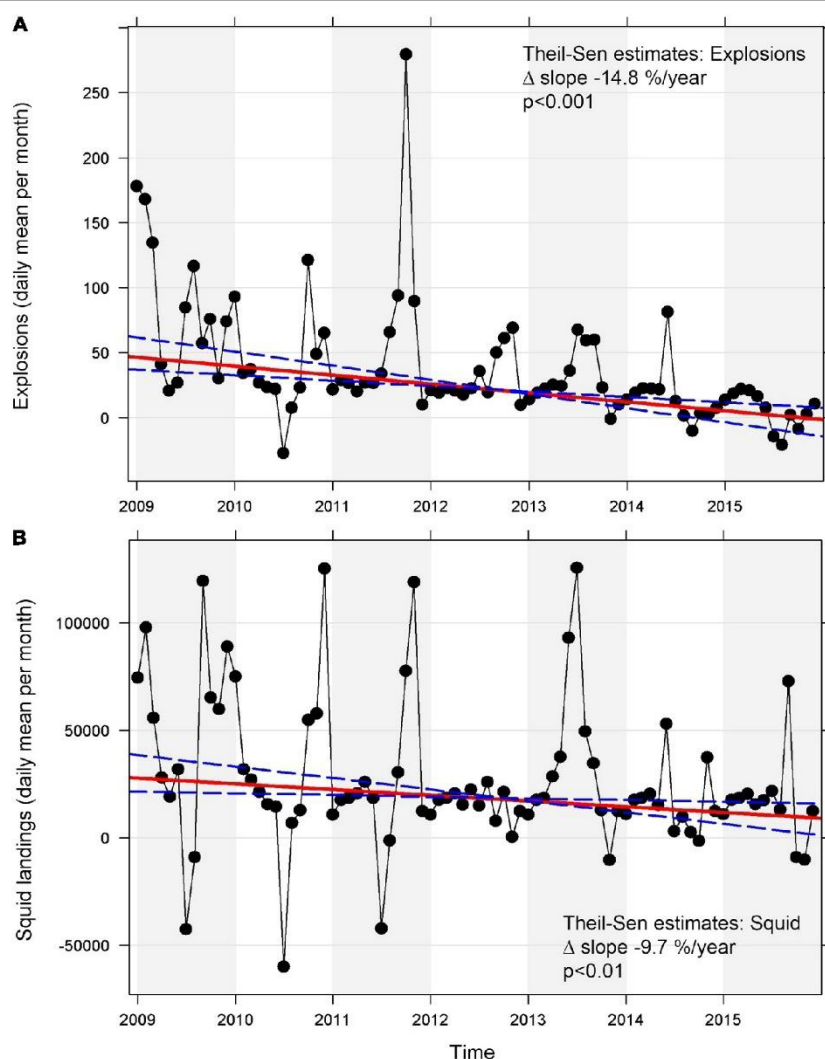 A
Theil-Sen estimates: Explosions
Δ slope -14.8 %/year
p<0.001
Explosions (daily mean per month)
250
200
150
100
50
0
2009 2010 2011 2012 2013 2014 2015
B
Squid landings (daily mean per month)
100000
50000
0
-50000
Theil-Sen estimates: Squid
Δ slope -9.7 %/year
p<0.01
2009 2010 2011 2012 2013 2014 2015
Time